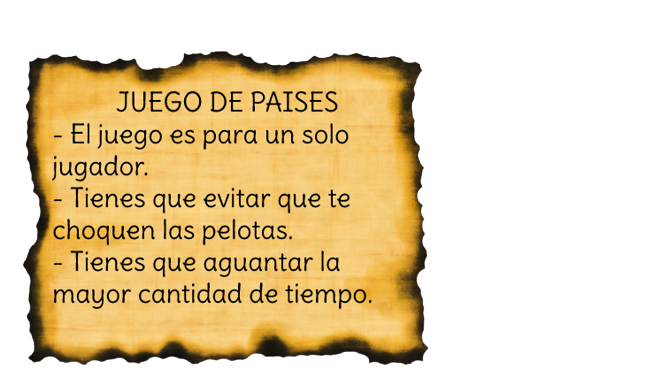 JUEGO DE PAISES
- El juego es para un solo
jugador.
- Tienes que evitar que te
choquen las pelotas.
- Tienes que aguantar la
mayor cantidad de tiempo.